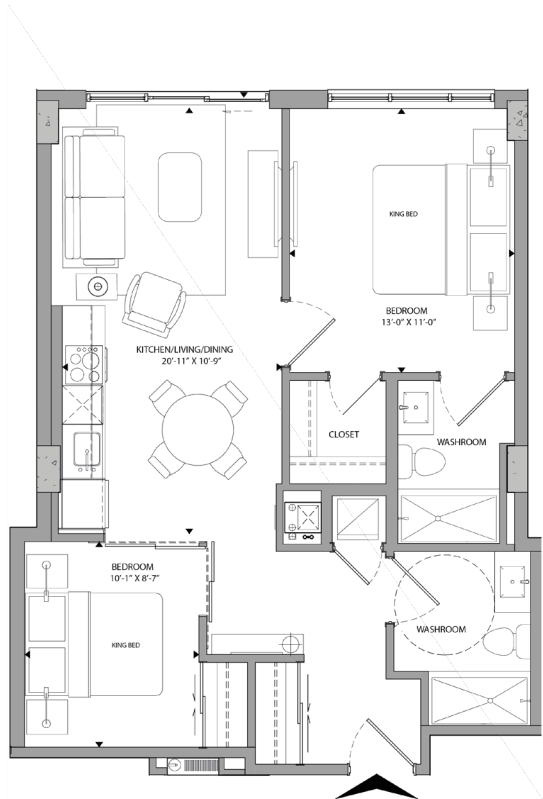 KING BED
BEDROOM
13'-0" X 11'-0"
KITCHEN/LIVING/DINING
20'-11" X 10'-9"
CLOSET
WASHROOM
BEDROOM
10'-1" X 8'-7"
KING BED
WASHROOM